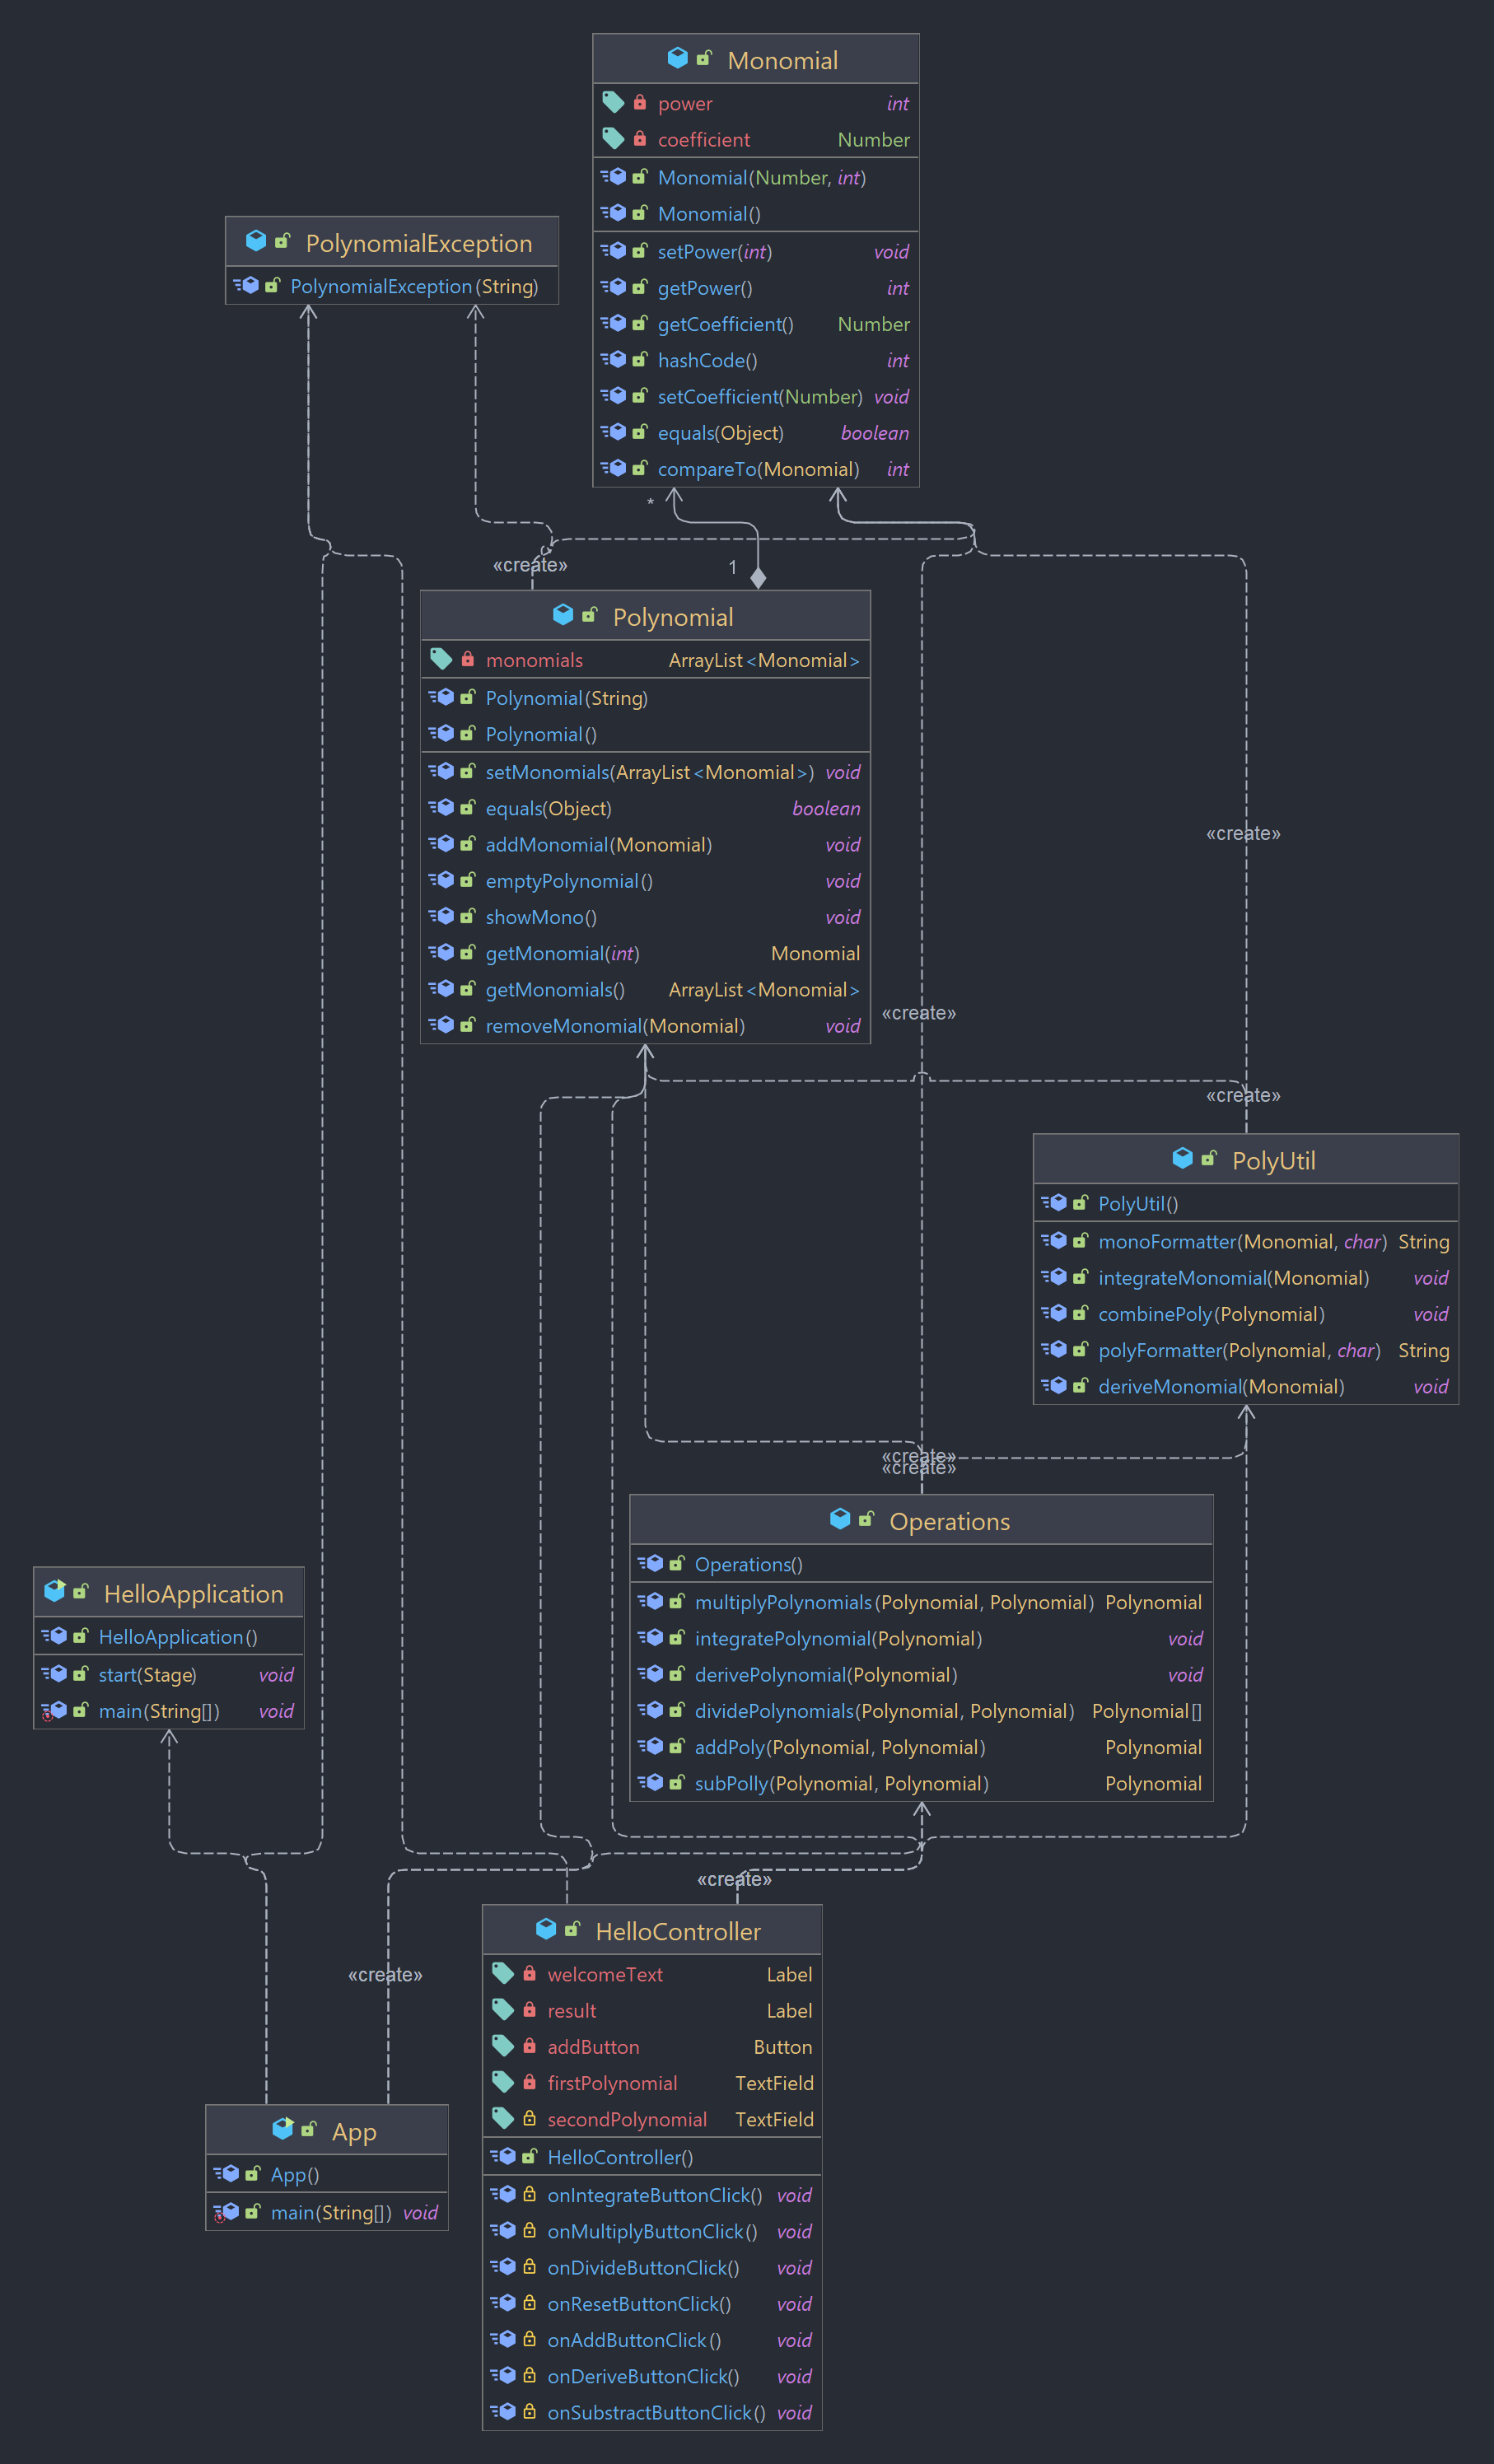 Monomial
power int
coefficient Number
Monomial(Number, int)
Monomial()
setPower(int) void
getPower() int
getCoefficient() Number
hashCode() int
setCoefficient(Number) void
equals(Object) boolean
compareTo(Monomial) int
PolynomialException
PolynomialException(String)
*
«create»
1
Polynomial
monomials ArrayList<Monomial>
Polynomial(String)
Polynomial()
setMonomials(ArrayList<Monomial>) void
equals(Object) boolean
addMonomial(Monomial) void
emptyPolynomial() void
showMono() void
getMonomial(int) Monomial
getMonomials() ArrayList<Monomial>
removeMonomial(Monomial) void
«create»
«create»
«create»
PolyUtil
PolyUtil()
monoFormatter(Monomial, char) String
integrateMonomial(Monomial) void
combinePoly(Polynomial) void
polyFormatter(Polynomial, char) String
deriveMonomial(Monomial) void
«create»
«create»
Operations
Operations()
multiplyPolynomials(Polynomial, Polynomial) Polynomial
integratePolynomial(Polynomial) void
derivePolynomial(Polynomial) void
dividePolynomials(Polynomial, Polynomial) Polynomial[]
addPoly(Polynomial, Polynomial) Polynomial
subPolly(Polynomial, Polynomial) Polynomial
HelloApplication
HelloApplication()
start(Stage) void
main(String[]) void
«create»
«create»
HelloController
welcomeText Label
result Label
addButton Button
firstPolynomial TextField
secondPolynomial TextField
HelloController()
onIntegrateButtonClick() void
onMultiplyButtonClick() void
onDivideButtonClick() void
onResetButtonClick() void
onAddButtonClick() void
onDeriveButtonClick() void
onSubstractButtonClick() void
App
App()
main(String[]) void